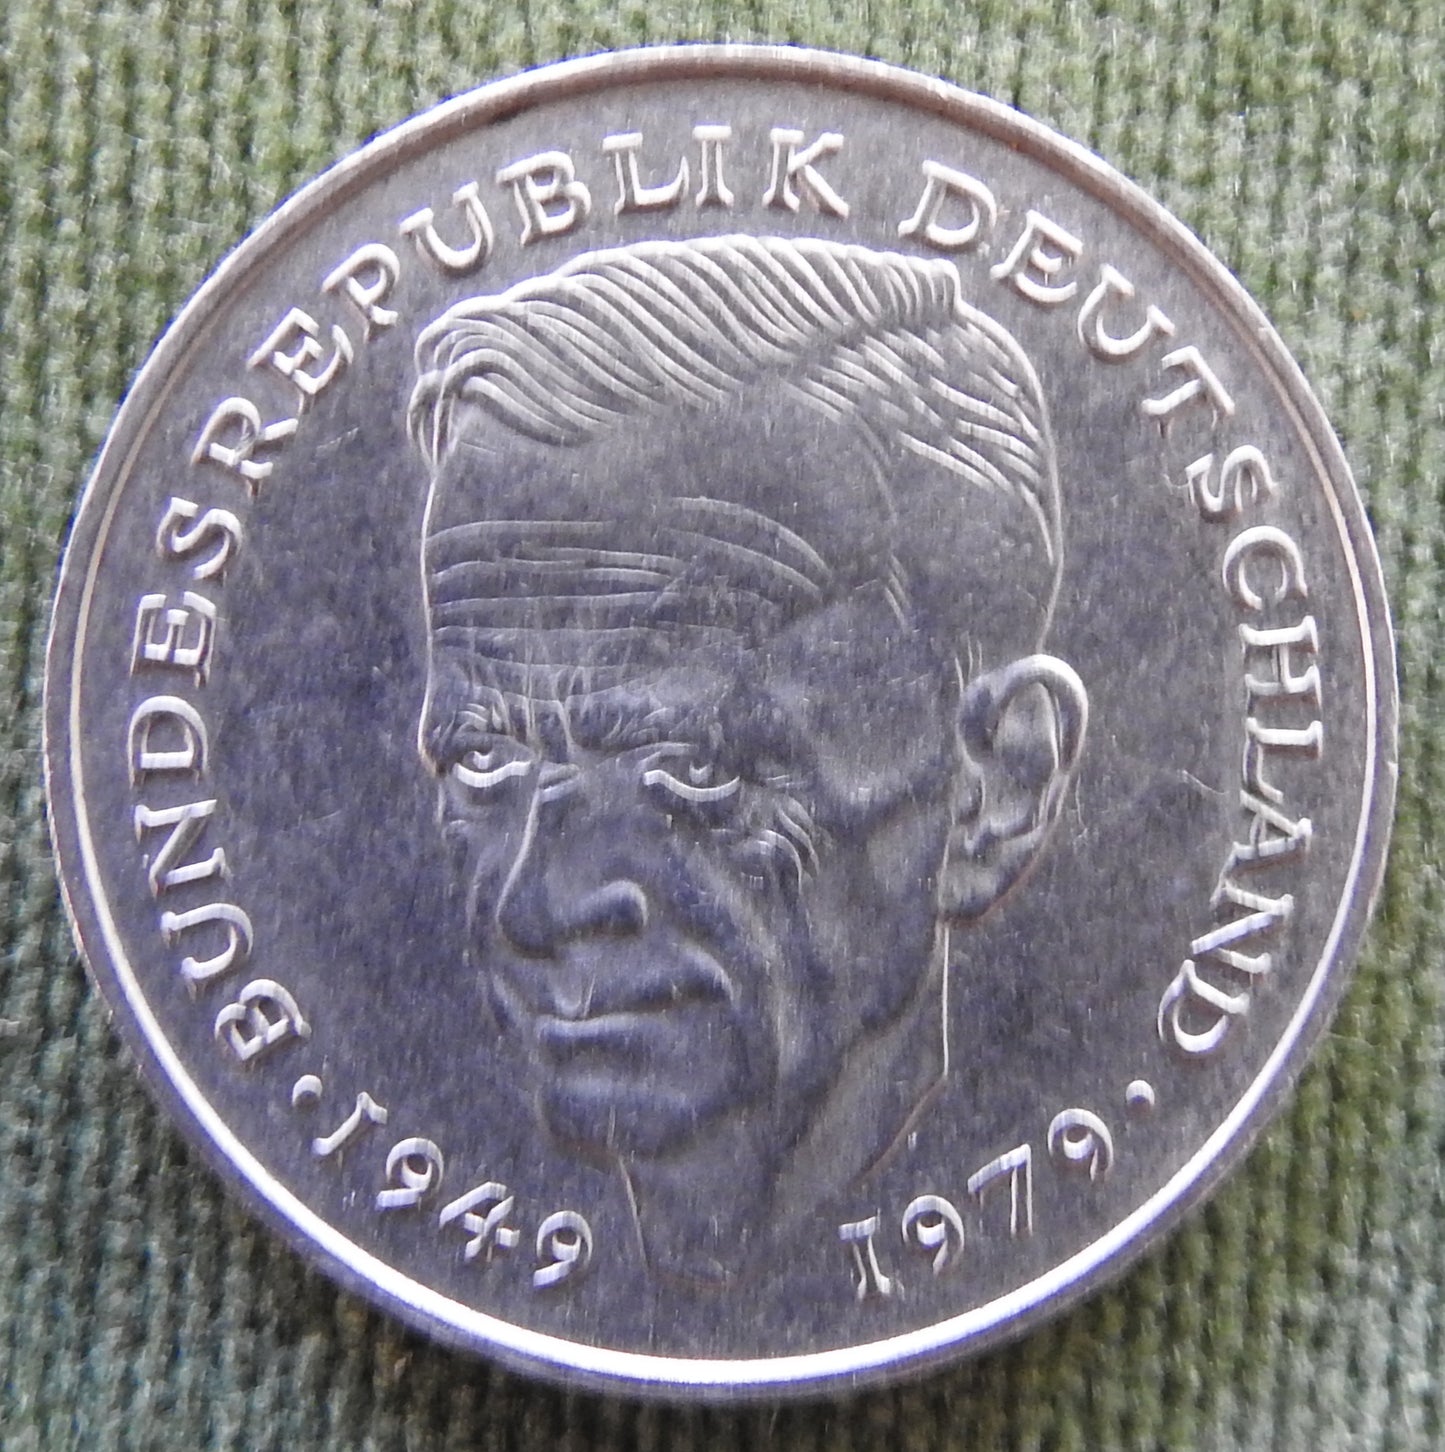 BUNDESREPUBLIK DEUTSCHLAND
· 1949 1979 ·